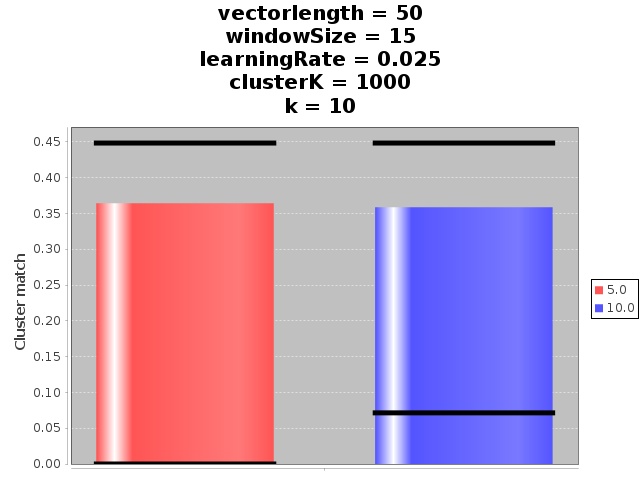 vectorlength = 50
windowSize = 15
learningRate = 0.025
clusterK = 1000
k = 10
0.45
0.40
0.35
0.30
0.25
0.20
0.15
0.10
0.05
0.00
Cluster match
5.0
10.0